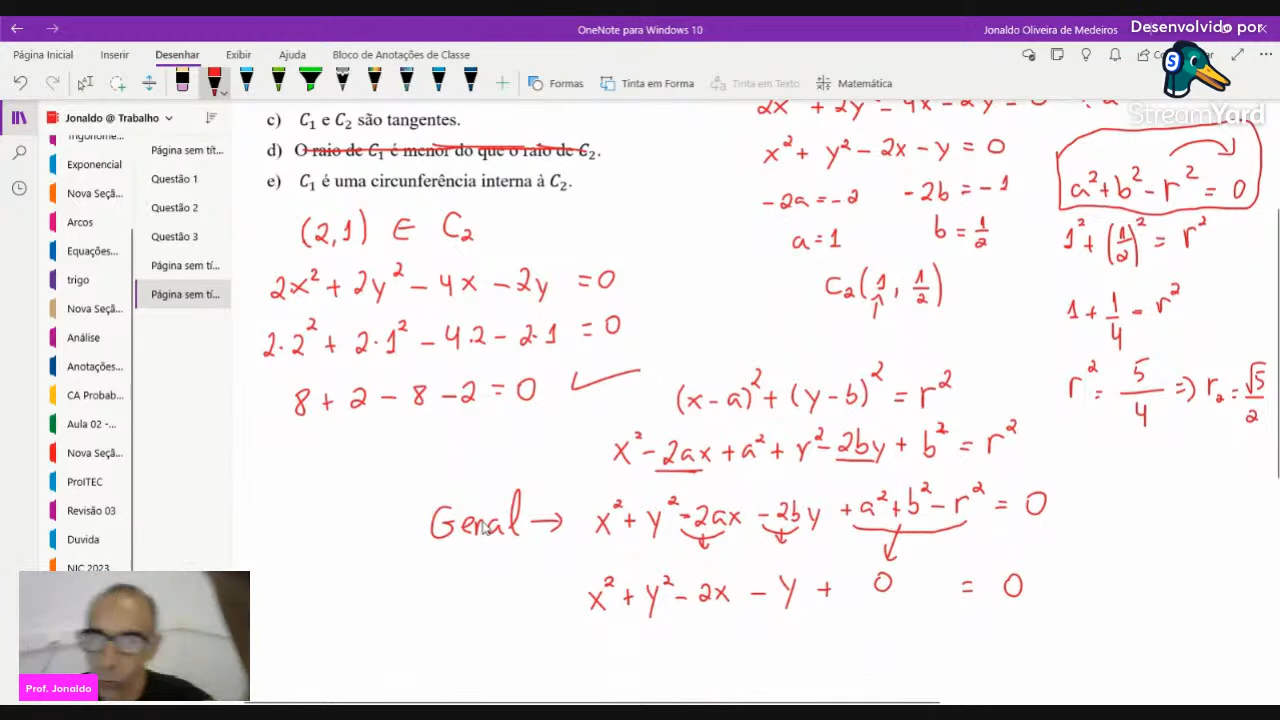 OneNote para Windows 10
Jonaldo Oliveira de Medeiros
Desenvolvido por
Página Inicial
Inserir
Desenhar
Exibir
Ajuda
Bloco de Anotações de Classe
Formas
Tinta em Forma
Tinta em Texto
Matemática
StreamYard
Jonaldo @ Trabalho
Exponencial
Nova Seçã...
Arcos
Equações...
trigo
Nova Seçã...
Análise
Anotações...
CA Probab...
Aula 02 -...
Nova Seçã...
ProITEC
Revisão 03
Duvida
NIC 2023
Página sem tít...
Questão 1
Questão 2
Questão 3
Página sem tí...
Página sem tí...
c) C₁ e C₂ são tangentes.
d) O raio de C₁ é menor do que o raio de C₂.
e) C₁ é uma circunferência interna à C₂.
(2,1) ∈ C₂
2x² + 2y² - 4x - 2y = 0
2·2² + 2·1² - 4·2 - 2·1 = 0
8 + 2 - 8 - 2 = 0 ✓
x² + y² - 2x - y = 0
-2a = -2
-2b = -1
a = 1
b = 1/2
C₂(1, 1/2)
a² + b² - r² = 0
1² + (1/2)² = r²
1 + 1/4 = r²
r² = 5/4 => r₂ = √5/2
(x - a)² + (y - b)² = r²
x² - 2ax + a² + y² - 2by + b² = r²
Geral → x² + y² - 2ax - 2by + a² + b² - r² = 0
x² + y² - 2x - y + 0 = 0
Prof. Jonaldo